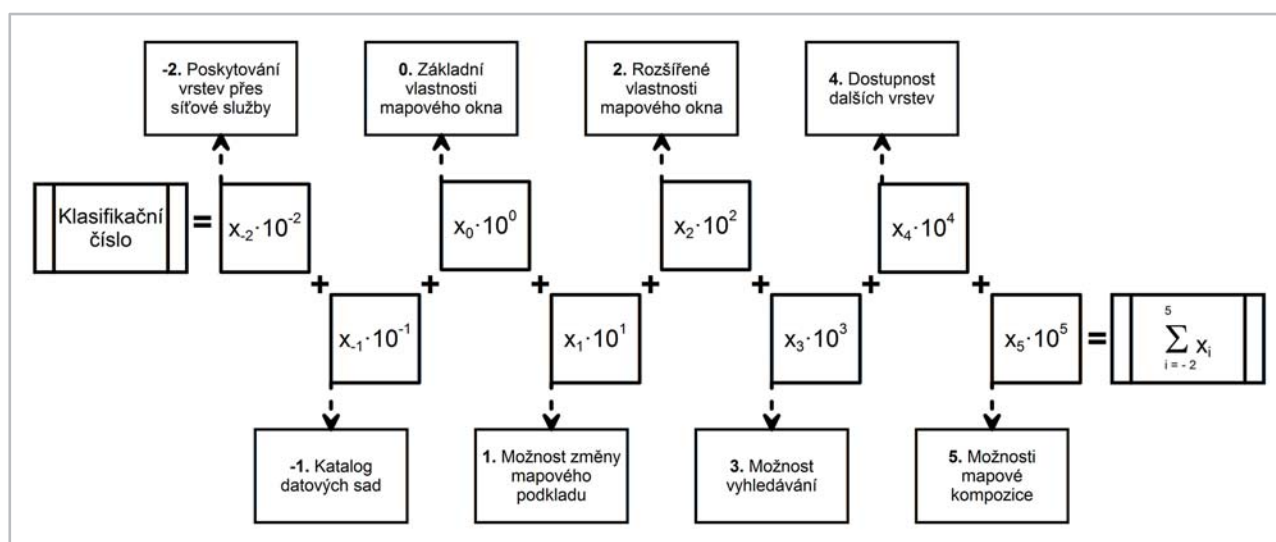 -2. Poskytování
vrstev přes
síťové služby
0. Základní
vlastnosti
mapového okna
2. Rozšířené
vlastnosti
mapového okna
4. Dostupnost
dalších vrstev
Klasifikační
číslo
=
x₋₂·10⁻²
+
x₋₁·10⁻¹
+
x₀·10⁰
+
x₁·10¹
+
x₂·10²
+
x₃·10³
+
x₄·10⁴
+
x₅·10⁵
=
5
∑ xᵢ
i = - 2
-1. Katalog
datových sad
1. Možnost změny
mapového
podkladu
3. Možnost
vyhledávání
5. Možnosti
mapové
kompozice